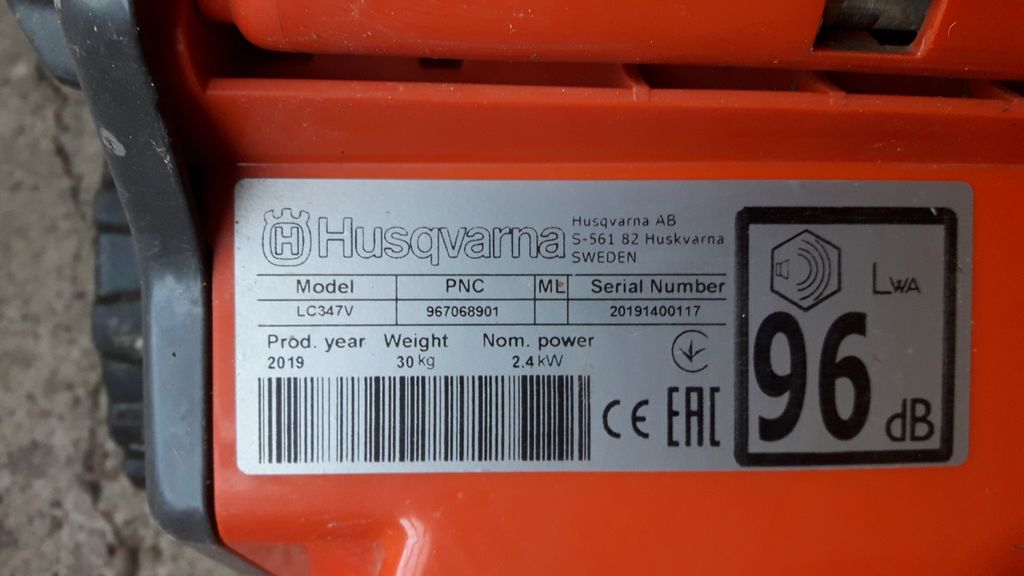 Husqvarna
Husqvarna AB
S-561 82 Huskvarna
SWEDEN
Model PNC ML Serial Number
LC347V 967068901 20191400117
Prod. year Weight Nom. power
2019 30 kg 2.4 kW
CE EAC
LWA
96
dB